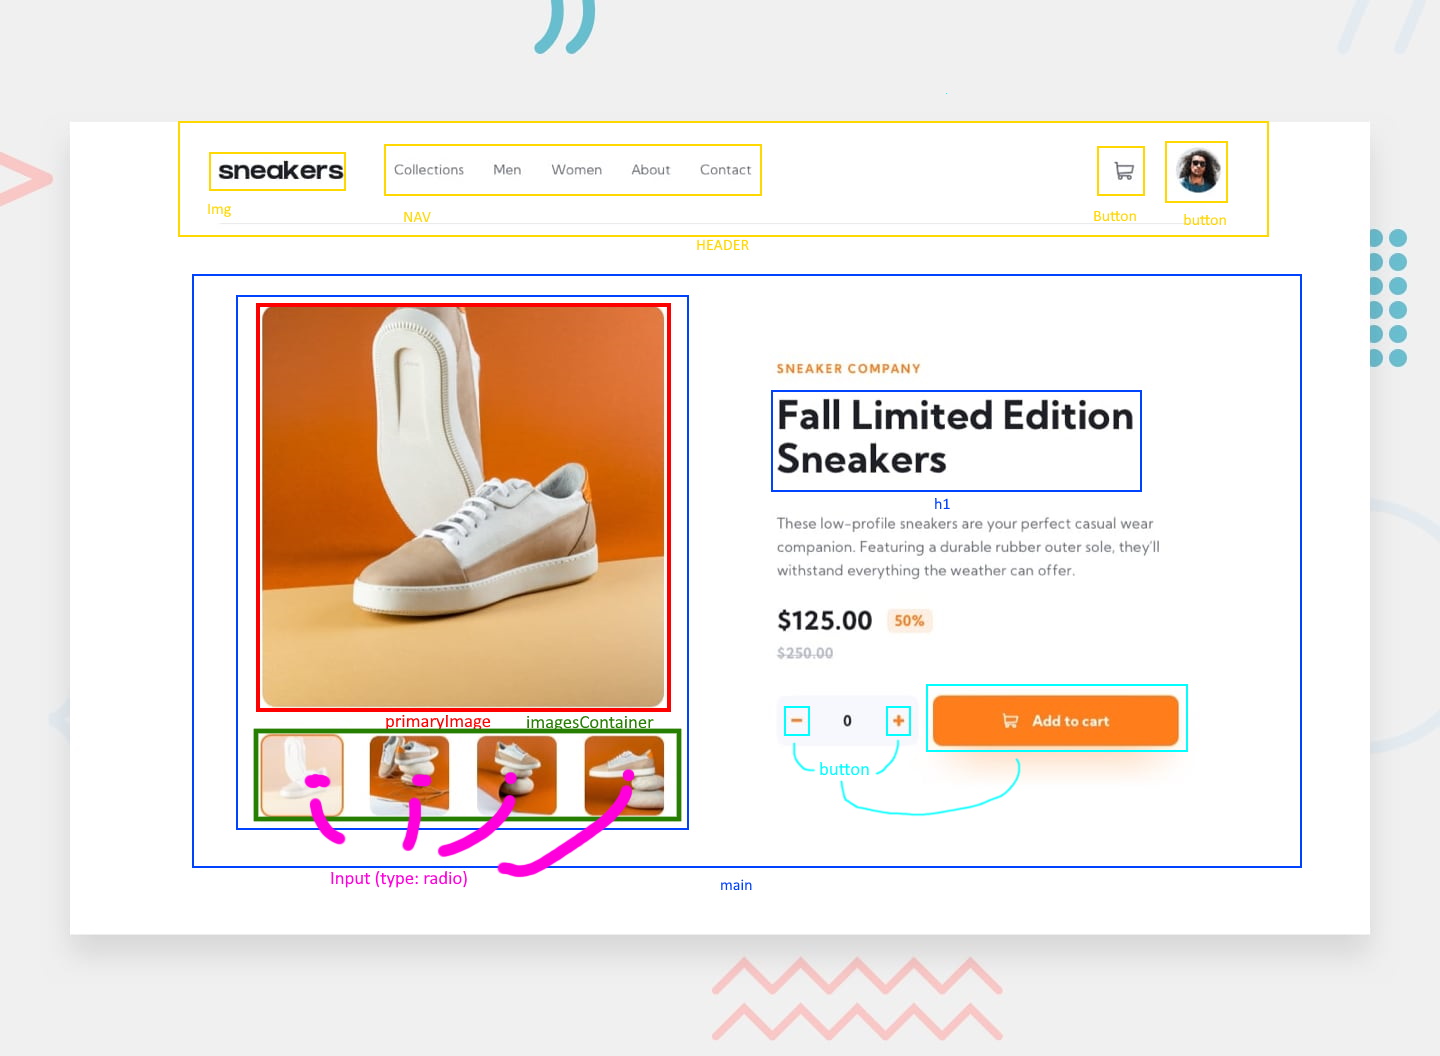 sneakers
Collections Men Women About Contact
Img
NAV
Button
button
HEADER
SNEAKER COMPANY
Fall Limited Edition
Sneakers
h1
These low-profile sneakers are your perfect casual wear
companion. Featuring a durable rubber outer sole, they'll
withstand everything the weather can offer.
$125.00 50%
$250.00
0 Add to cart
button
primaryImage imagesContainer
Input (type: radio)
main